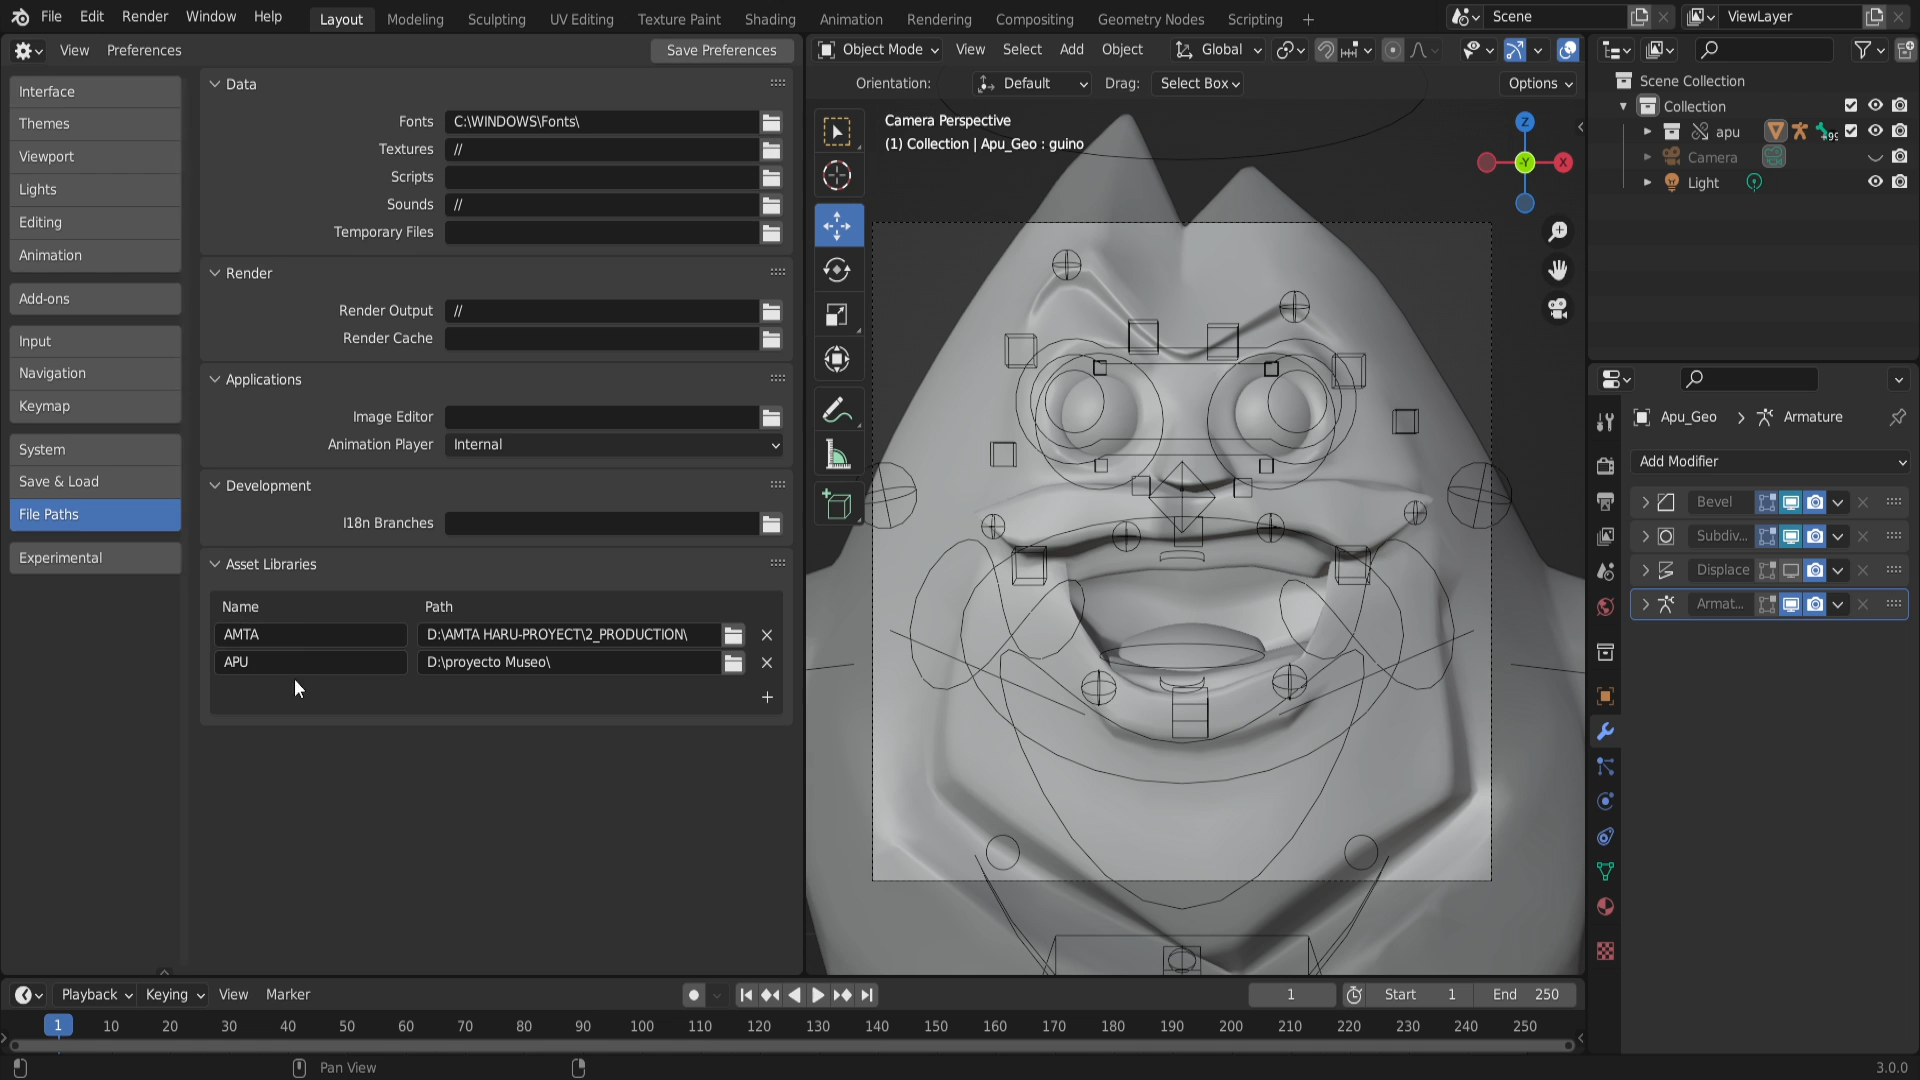 File Edit Render Window Help Layout Modeling Sculpting UV Editing Texture Paint Shading Animation Rendering Compositing Geometry Nodes Scripting + Scene ViewLayer
View Preferences Save Preferences
Interface
Themes
Viewport
Lights
Editing
Animation
Add-ons
Input
Navigation
Keymap
System
Save & Load
File Paths
Experimental
Data
Fonts C:\WINDOWS\Fonts\
Textures //
Scripts
Sounds //
Temporary Files
Render
Render Output //
Render Cache
Applications
Image Editor
Animation Player Internal
Development
I18n Branches
Asset Libraries
Name Path
AMTA D:\AMTA HARU-PROYECT\2_PRODUCTION\
APU D:\proyecto Museo\
Object Mode View Select Add Object Global
Orientation: Default Drag: Select Box Options
Camera Perspective
(1) Collection | Apu_Geo : guino
Z
-Y X
Scene Collection
Collection
apu
Camera
Light
Apu_Geo > Armature
Add Modifier
Bevel
Subdiv...
Displace
Armat...
Playback Keying View Marker 1 Start 1 End 250
1 10 20 30 40 50 60 70 80 90 100 110 120 130 140 150 160 170 180 190 200 210 220 230 240 250
Pan View 3.0.0